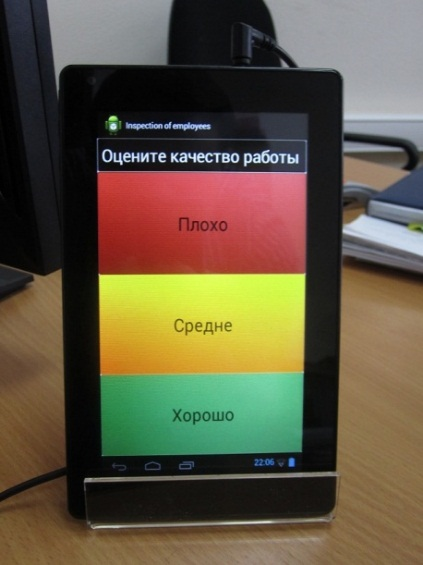 Inspection of employees
Оцените качество работы
Плохо
Средне
Хорошо
22:06